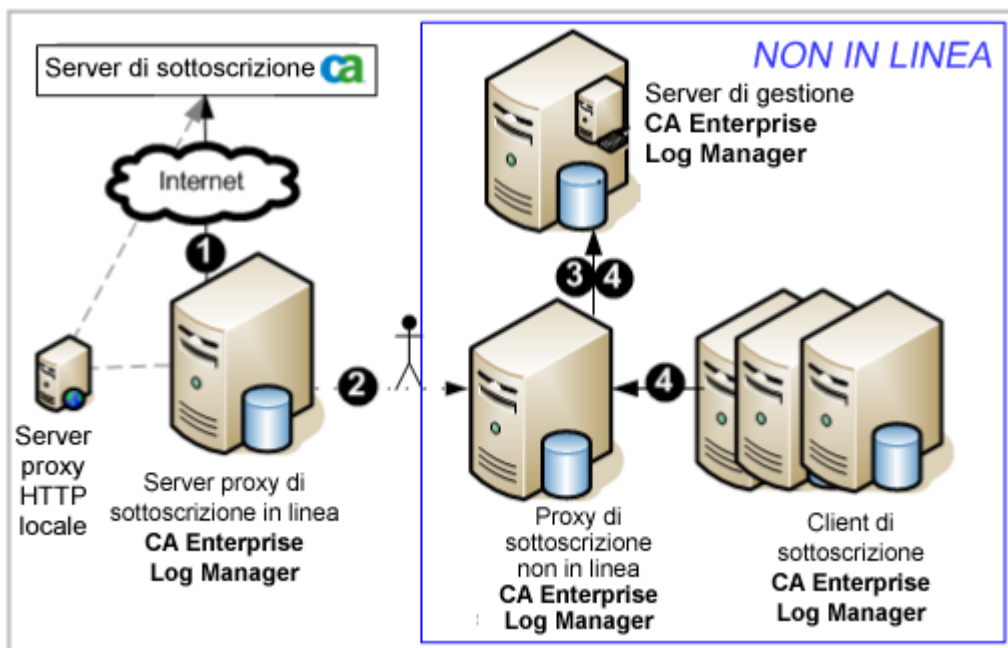 Server di sottoscrizione ca
Internet
1
Server
proxy
HTTP
locale
Server proxy di
sottoscrizione in linea
CA Enterprise
Log Manager
2
NON IN LINEA
Server di gestione
CA Enterprise
Log Manager
3 4
4
Proxy di
sottoscrizione
non in linea
CA Enterprise
Log Manager
Client di
sottoscrizione
CA Enterprise
Log Manager